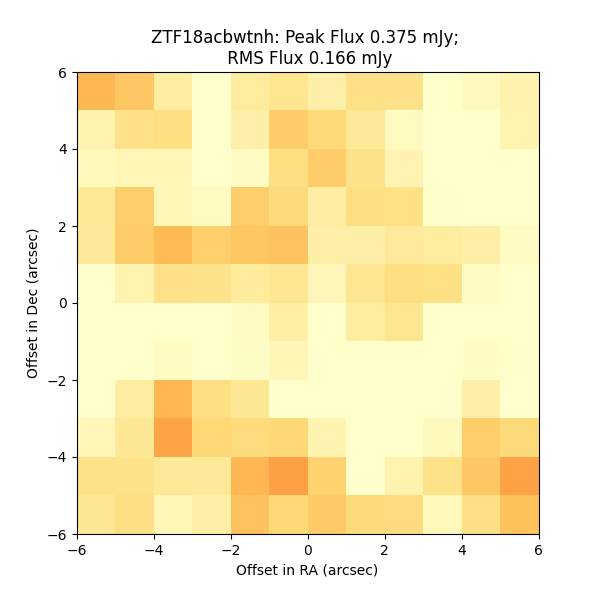 ZTF18acbwtnh: Peak Flux 0.375 mJy;
RMS Flux 0.166 mJy
6
4
2
0
−2
−4
−6
Offset in Dec (arcsec)
−6 −4 −2 0 2 4 6
Offset in RA (arcsec)